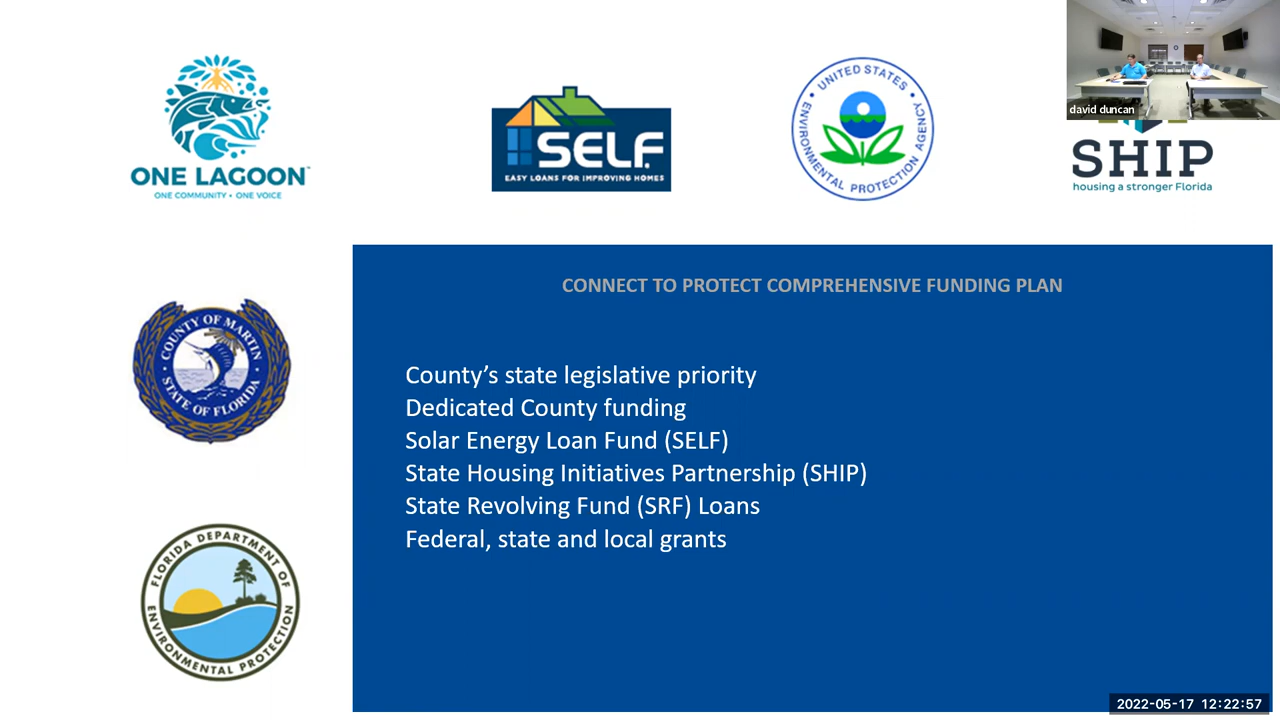 ONE LAGOON
ONE COMMUNITY • ONE VOICE
SELF
EASY LOANS FOR IMPROVING HOMES
UNITED STATES
ENVIRONMENTAL PROTECTION AGENCY
david duncan
SHIP
housing a stronger Florida
COUNTY OF MARTIN
STATE OF FLORIDA
FLORIDA DEPARTMENT OF
ENVIRONMENTAL PROTECTION
CONNECT TO PROTECT COMPREHENSIVE FUNDING PLAN
County’s state legislative priority
Dedicated County funding
Solar Energy Loan Fund (SELF)
State Housing Initiatives Partnership (SHIP)
State Revolving Fund (SRF) Loans
Federal, state and local grants
2022-05-17 12:22:57